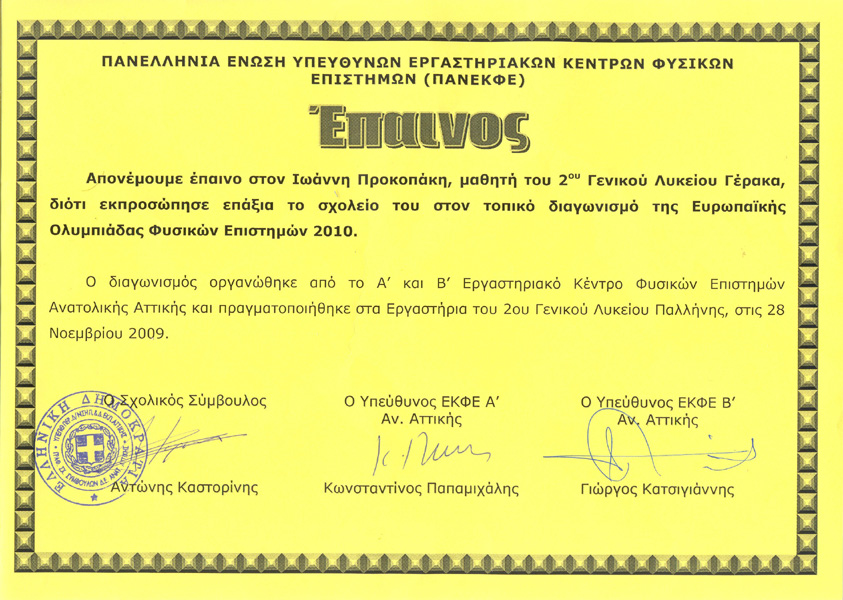 ΠΑΝΕΛΛΗΝΙΑ ΕΝΩΣΗ ΥΠΕΥΘΥΝΩΝ ΕΡΓΑΣΤΗΡΙΑΚΩΝ ΚΕΝΤΡΩΝ ΦΥΣΙΚΩΝ
ΕΠΙΣΤΗΜΩΝ (ΠΑΝΕΚΦΕ)
Έπαινος
Απονέμουμε έπαινο στον Ιωάννη Προκοπάκη, μαθητή του 2ου Γενικού Λυκείου Γέρακα,
διότι εκπροσώπησε επάξια το σχολείο του στον τοπικό διαγωνισμό της Ευρωπαϊκής
Ολυμπιάδας Φυσικών Επιστημών 2010.
Ο διαγωνισμός οργανώθηκε από το Α’ και Β’ Εργαστηριακό Κέντρο Φυσικών Επιστημών
Ανατολικής Αττικής και πραγματοποιήθηκε στα Εργαστήρια του 2ου Γενικού Λυκείου Παλλήνης, στις 28
Νοεμβρίου 2009.
Ο Σχολικός Σύμβουλος
Ο Υπεύθυνος ΕΚΦΕ Α’
Αν. Αττικής
Ο Υπεύθυνος ΕΚΦΕ Β’
Αν. Αττικής
ΕΛΛΗΝΙΚΗ ΔΗΜΟΚΡΑΤΙΑ
Αντώνης Καστορίνης
Κωνσταντίνος Παπαμιχάλης
Γιώργος Κατσιγιάννης